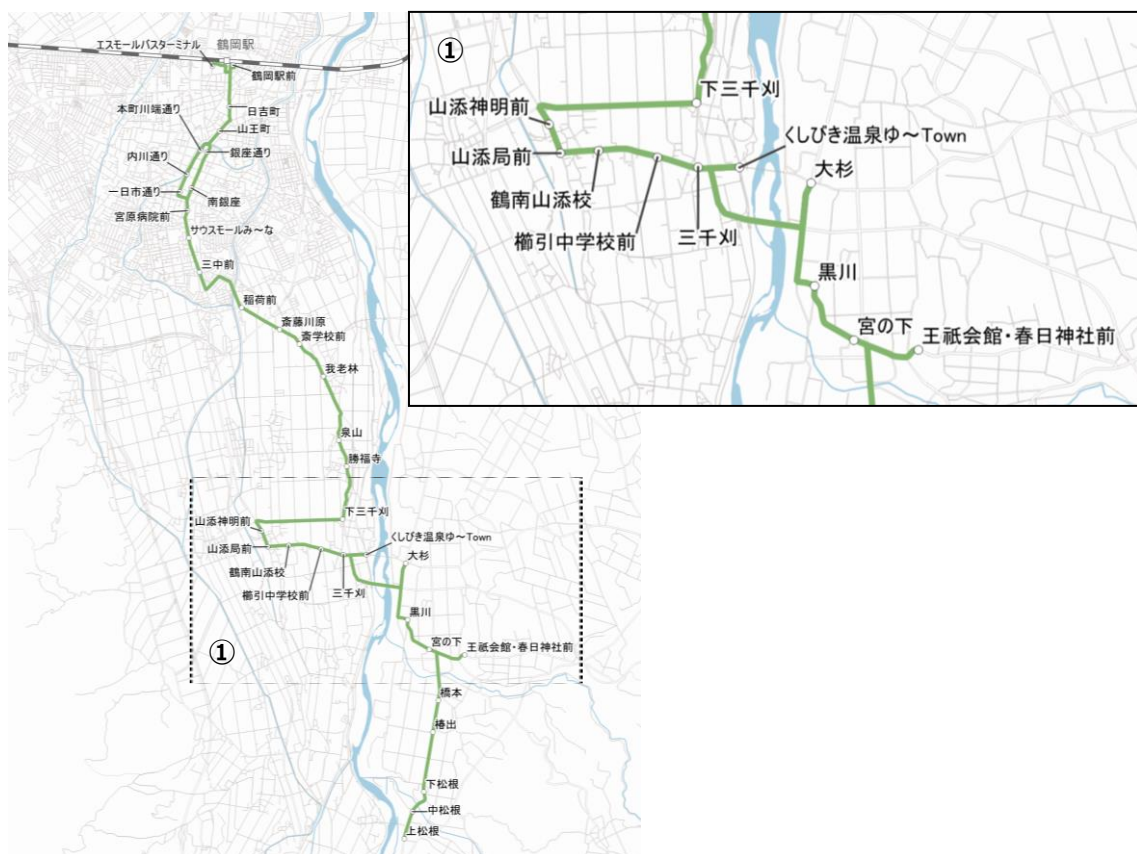 エスモールバスターミナル
鶴岡駅
鶴岡駅前
本町川端通り
日吉町
山王町
内川通り
銀座通り
一日市通り
南銀座
宮原病院前
サウスモールみ～な
三中前
稲荷前
斎藤川原
斎学校前
我老林
泉山
勝福寺
下三千刈
山添神明前
山添局前
くしびき温泉ゆ～Town
大杉
鶴南山添校
櫛引中学校前
三千刈
黒川
宮の下
王祇会館・春日神社前
①
橋本
椿出
下松根
中松根
上松根
①
下三千刈
山添神明前
山添局前
くしびき温泉ゆ～Town
大杉
鶴南山添校
櫛引中学校前
三千刈
黒川
宮の下
王祇会館・春日神社前